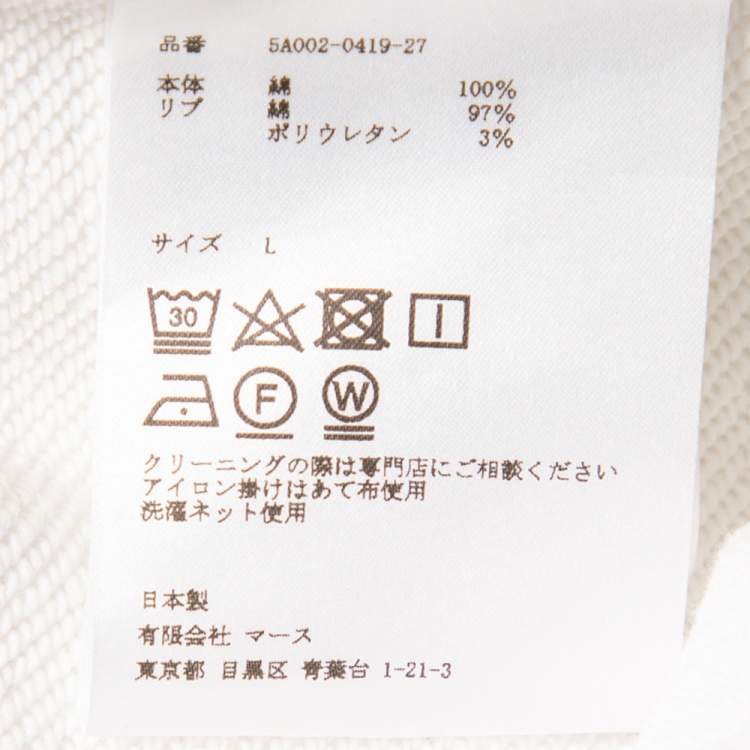 品番 5A002-0419-27
本体 綿 100%
リブ 綿 97%
ポリウレタン 3%
サイズ L
30
F W
クリーニングの際は専門店にご相談ください
アイロン掛けはあて布使用
洗濯ネット使用
日本製
有限会社 マース
東京都 目黒区 青葉台 1-21-3